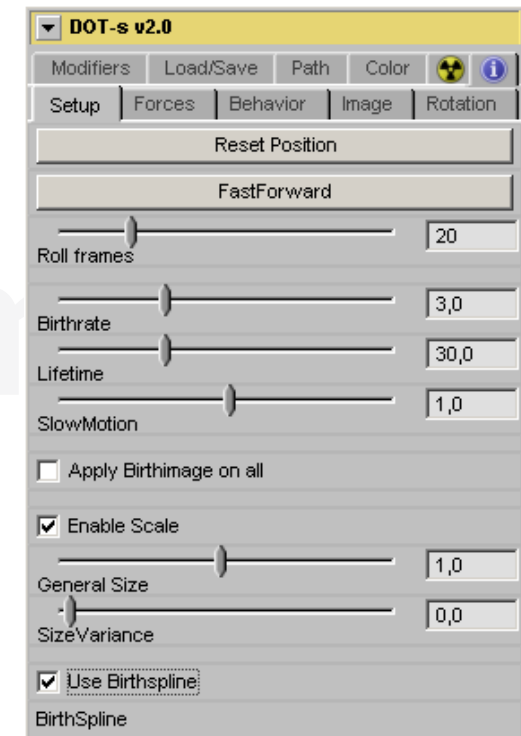 DOT-s v2.0
Modifiers Load/Save Path Color
Setup Forces Behavior Image Rotation
Reset Position
FastForward
20
Roll frames
3,0
Birthrate
30,0
Lifetime
1,0
SlowMotion
Apply Birthimage on all
Enable Scale
1,0
General Size
0,0
SizeVariance
Use Birthspline
BirthSpline